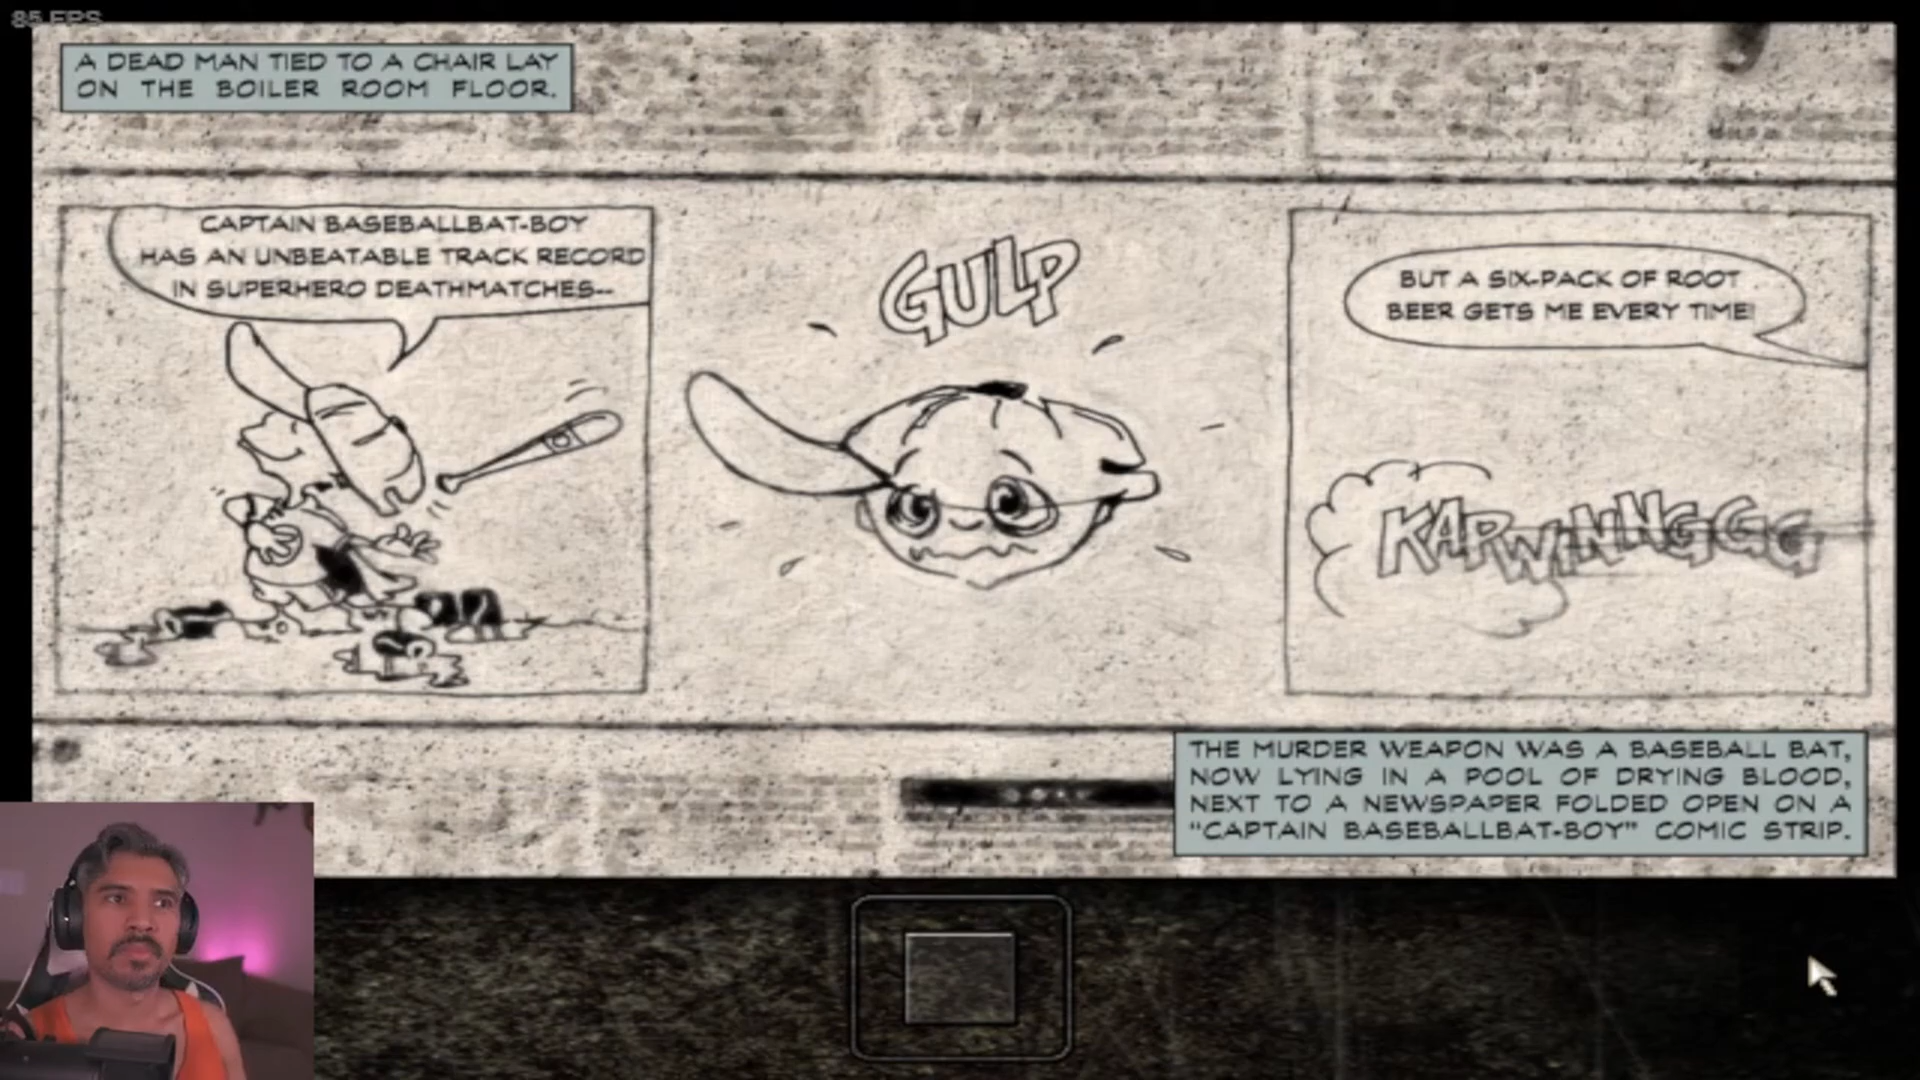 85 FPS
A DEAD MAN TIED TO A CHAIR LAY
ON THE BOILER ROOM FLOOR.
CAPTAIN BASEBALLBAT-BOY
HAS AN UNBEATABLE TRACK RECORD
IN SUPERHERO DEATHMATCHES--
GULP
BUT A SIX-PACK OF ROOT
BEER GETS ME EVERY TIME!
KAPWINNGGG
THE MURDER WEAPON WAS A BASEBALL BAT,
NOW LYING IN A POOL OF DRYING BLOOD,
NEXT TO A NEWSPAPER FOLDED OPEN ON A
"CAPTAIN BASEBALLBAT-BOY" COMIC STRIP.